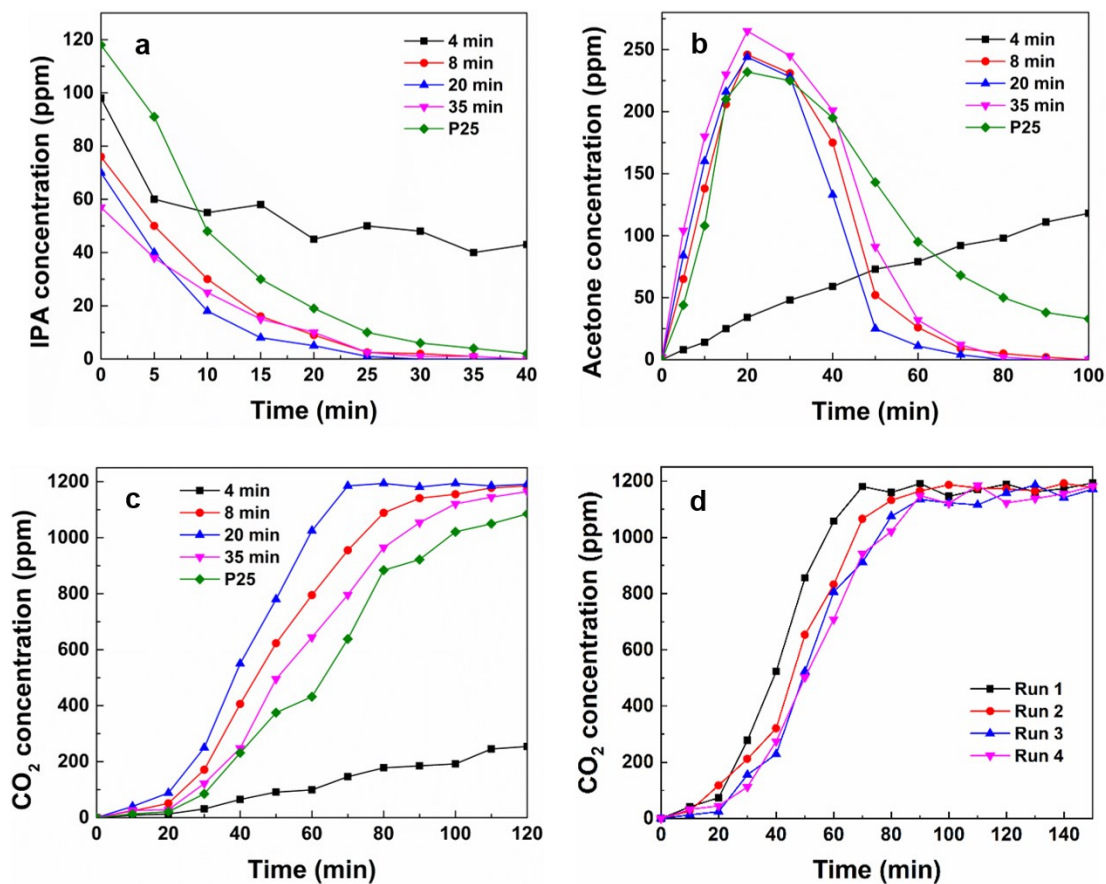 a
4 min
8 min
20 min
35 min
P25
120
100
80
60
40
20
0
IPA concentration (ppm)
0 5 10 15 20 25 30 35 40
Time (min)
b
4 min
8 min
20 min
35 min
P25
250
200
150
100
50
0
Acetone concentration (ppm)
0 20 40 60 80 100
Time (min)
c
4 min
8 min
20 min
35 min
P25
1200
1000
800
600
400
200
0
CO₂ concentration (ppm)
0 20 40 60 80 100 120
Time (min)
d
1200
1000
800
600
400
200
0
CO₂ concentration (ppm)
Run 1
Run 2
Run 3
Run 4
0 20 40 60 80 100 120 140
Time (min)